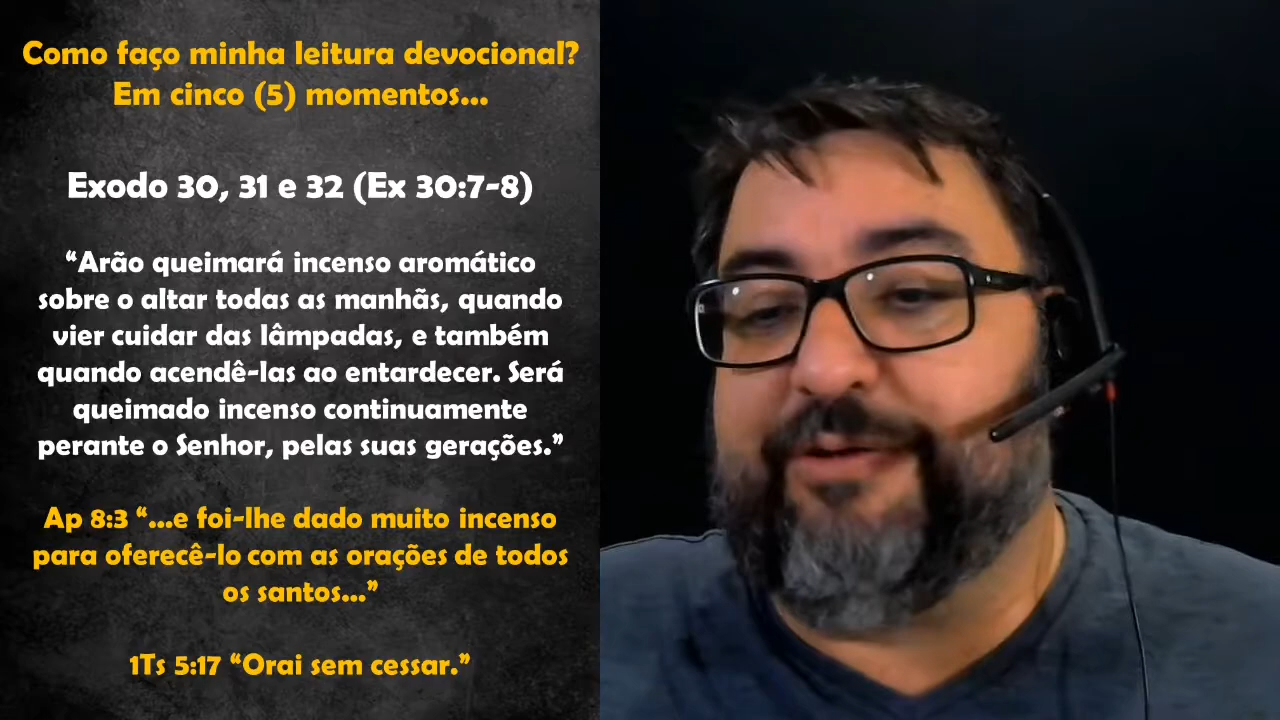 Como faço minha leitura devocional?
Em cinco (5) momentos...
Exodo 30, 31 e 32 (Ex 30:7-8)
“Arão queimará incenso aromático
sobre o altar todas as manhãs, quando
vier cuidar das lâmpadas, e também
quando acendê-las ao entardecer. Será
queimado incenso continuamente
perante o Senhor, pelas suas gerações.”
Ap 8:3 “...e foi-lhe dado muito incenso
para oferecê-lo com as orações de todos
os santos...”
1Ts 5:17 “Orai sem cessar.”